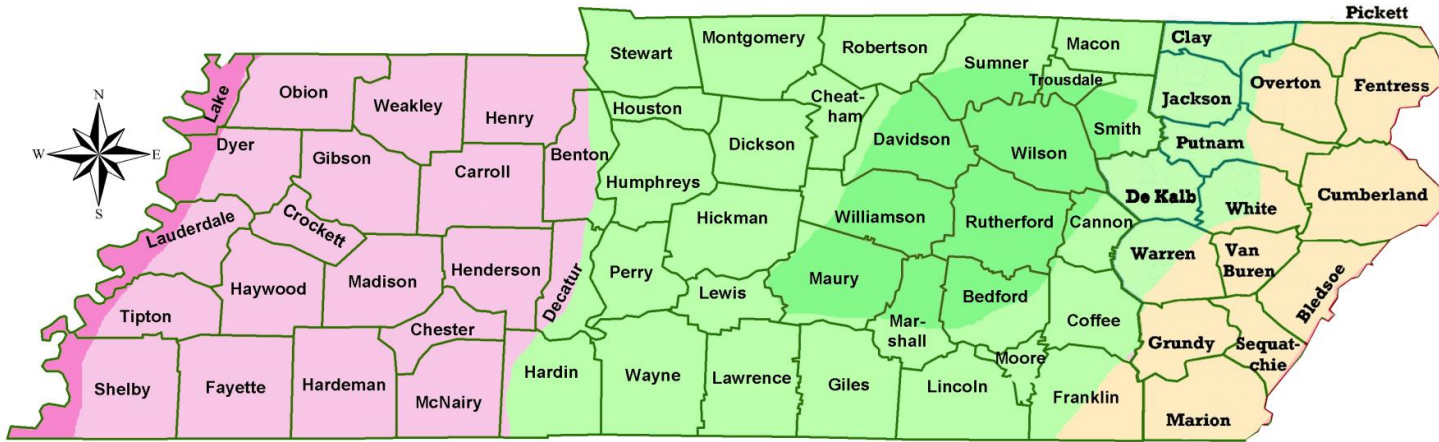 Pickett
Stewart
Montgomery
Robertson
Sumner
Macon
Clay
Overton
Fentress
Lake
Obion
Weakley
Henry
Houston
Cheat-
ham
Trousdale
Jackson
Dyer
Gibson
Carroll
Benton
Humphreys
Dickson
Davidson
Wilson
Smith
Putnam
Cumberland
N
W
E
S
Lauderdale
Crockett
Hickman
Williamson
Rutherford
Cannon
De Kalb
White
Haywood
Madison
Henderson
Decatur
Perry
Lewis
Maury
Bedford
Warren
Van
Buren
Bledsoe
Tipton
Chester
Mar-
shall
Coffee
Grundy
Sequat-
chie
Shelby
Fayette
Hardeman
McNairy
Hardin
Wayne
Lawrence
Giles
Lincoln
Moore
Franklin
Marion